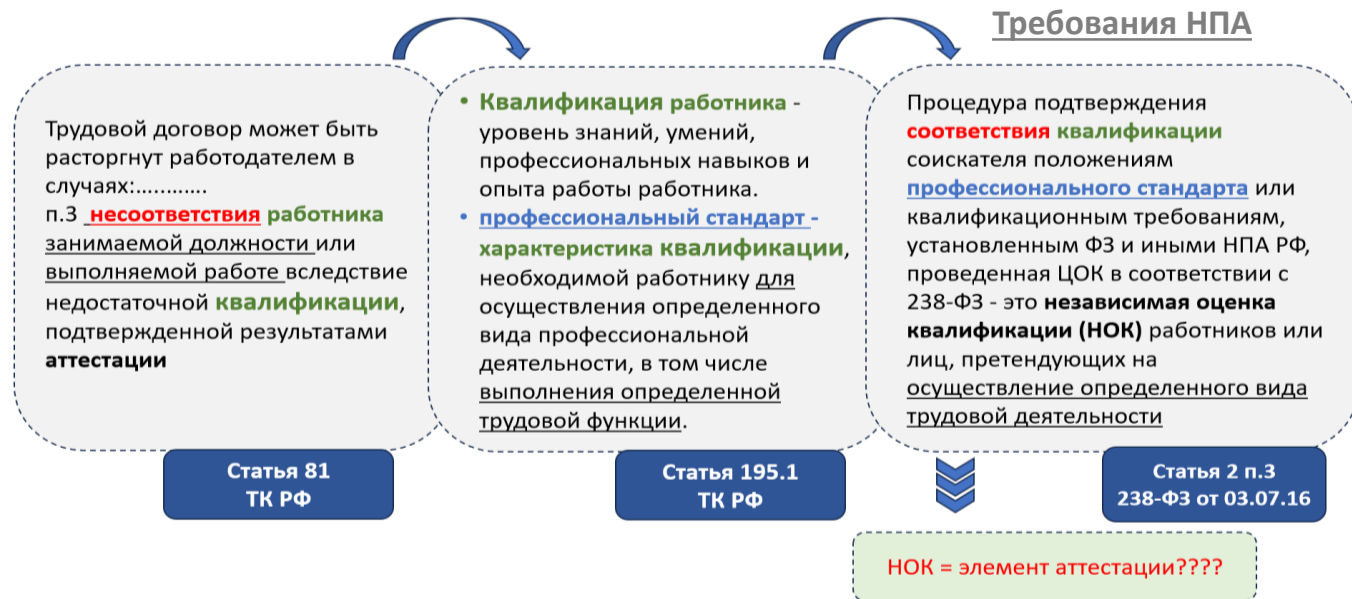 Требования НПА
Трудовой договор может быть
расторгнут работодателем в
случаях:…..…….
п.3 несоответствия работника
занимаемой должности или
выполняемой работе вследствие
недостаточной квалификации,
подтвержденной результатами
аттестации
Статья 81
ТК РФ
• Квалификация работника -
уровень знаний, умений,
профессиональных навыков и
опыта работы работника.
• профессиональный стандарт -
характеристика квалификации,
необходимой работнику для
осуществления определенного
вида профессиональной
деятельности, в том числе
выполнения определенной
трудовой функции.
Статья 195.1
ТК РФ
Процедура подтверждения
соответствия квалификации
соискателя положениям
профессионального стандарта или
квалификационным требованиям,
установленным ФЗ и иными НПА РФ,
проведенная ЦОК в соответствии с
238-ФЗ - это независимая оценка
квалификации (НОК) работников или
лиц, претендующих на
осуществление определенного вида
трудовой деятельности
Статья 2 п.3
238-ФЗ от 03.07.16
НОК = элемент аттестации????